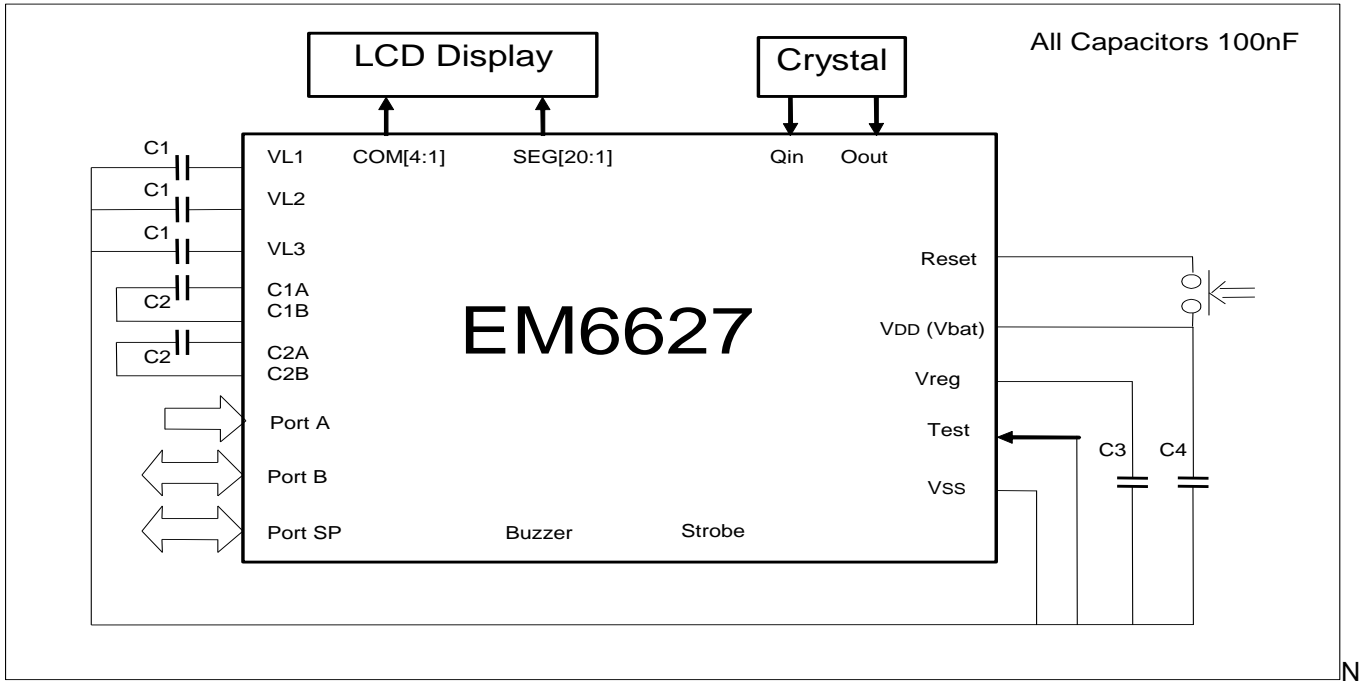 LCD Display
Crystal
All Capacitors 100nF
C1
VL1
COM[4:1]
SEG[20:1]
Qin
Oout
C1
VL2
C1
VL3
Reset
C2
C1A
C1B
EM6627
VDD (Vbat)
C2
C2A
C2B
Vreg
Port A
Test
C3
C4
Port B
VSS
Port SP
Buzzer
Strobe
N